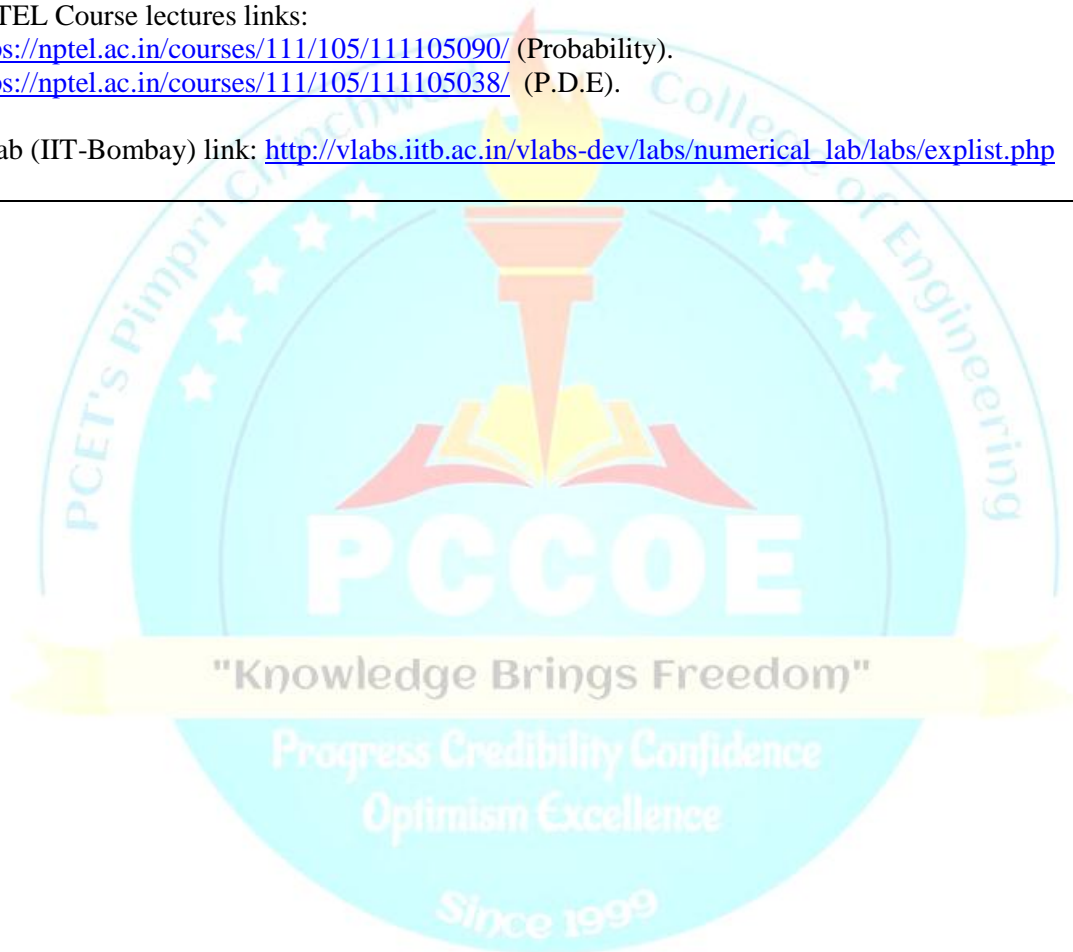 TEL Course lectures links:
os://nptel.ac.in/courses/111/105/111105090/ (Probability).
os://nptel.ac.in/courses/111/105/111105038/ (P.D.E).
ab (IIT-Bombay) link: http://vlabs.iitb.ac.in/vlabs-dev/labs/numerical_lab/labs/explist.php
PCET's Pimpri Chinchwad College of Engineering
PCCOE
"Knowledge Brings Freedom"
Progress Credibility Confidence
Optimism Excellence
Since 1999